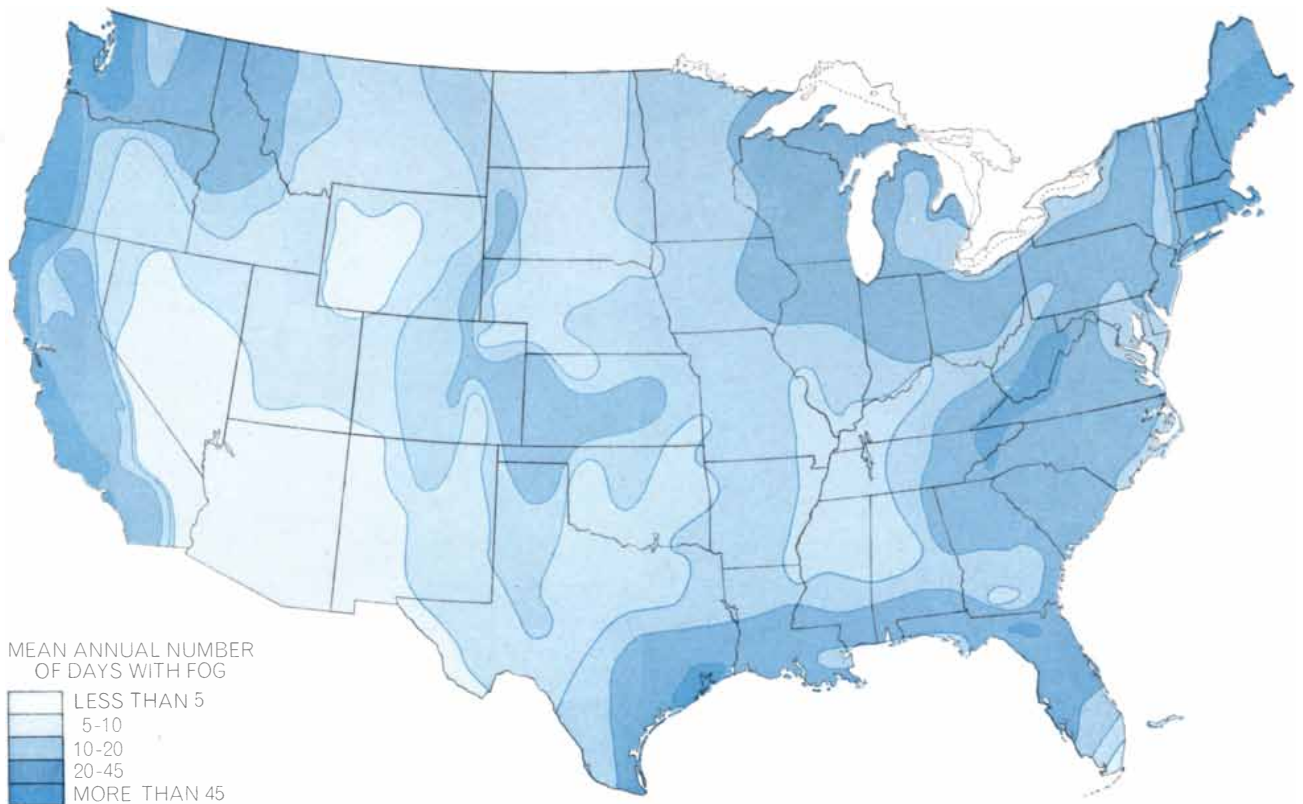 MEAN ANNUAL NUMBER
OF DAYS WITH FOG
LESS THAN 5
5-10
10-20
20-45
MORE THAN 45